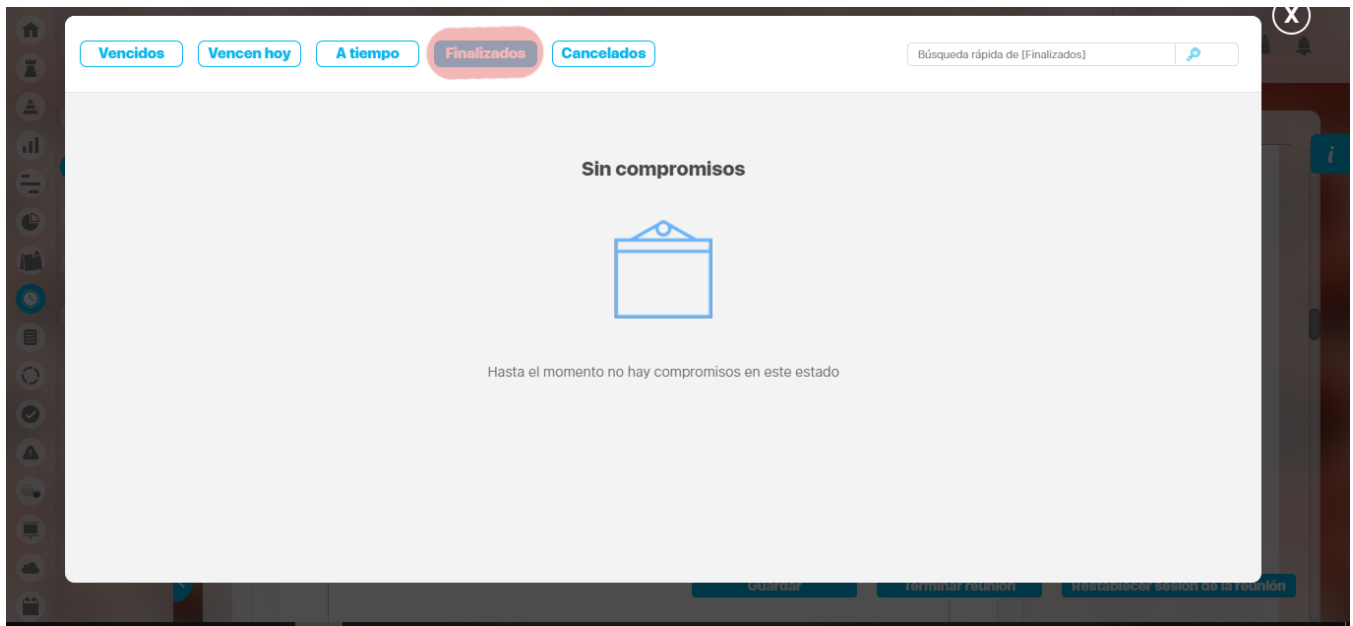 X
Vencidos Vencen hoy A tiempo Finalizados Cancelados Búsqueda rápida de [Finalizados]
i
Sin compromisos
Hasta el momento no hay compromisos en este estado
Guardar Terminar reunión Restablecer sesión de la reunión